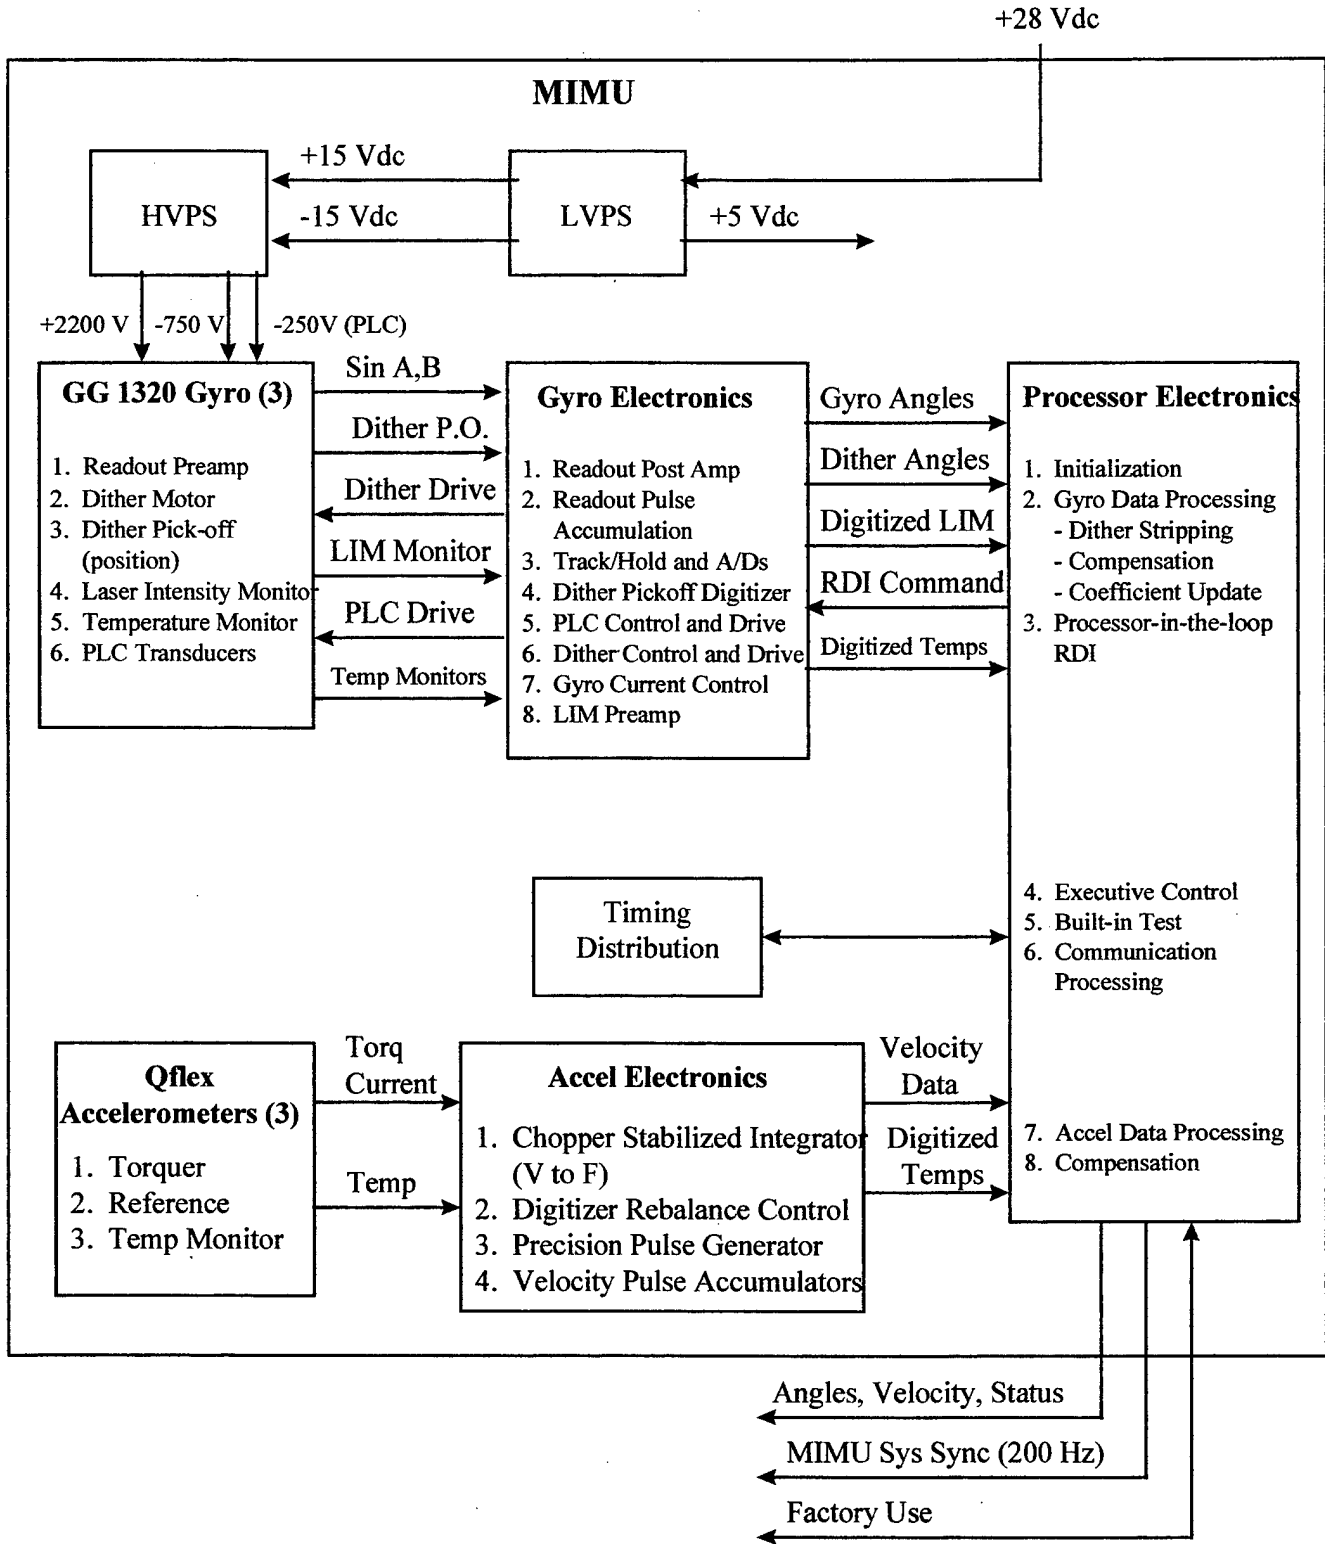 +28 Vdc
MIMU
HVPS
+15 Vdc
-15 Vdc
LVPS
+5 Vdc
+2200 V
-750 V
-250V (PLC)
GG 1320 Gyro (3)
1. Readout Preamp
2. Dither Motor
3. Dither Pick-off
(position)
4. Laser Intensity Monitor
5. Temperature Monitor
6. PLC Transducers
Sin A,B
Dither P.O.
Dither Drive
LIM Monitor
PLC Drive
Temp Monitors
Gyro Electronics
1. Readout Post Amp
2. Readout Pulse
Accumulation
3. Track/Hold and A/Ds
4. Dither Pickoff Digitizer
5. PLC Control and Drive
6. Dither Control and Drive
7. Gyro Current Control
8. LIM Preamp
Gyro Angles
Dither Angles
Digitized LIM
RDI Command
Digitized Temps
Processor Electronics
1. Initialization
2. Gyro Data Processing
- Dither Stripping
- Compensation
- Coefficient Update
3. Processor-in-the-loop
RDI
4. Executive Control
5. Built-in Test
6. Communication
Processing
7. Accel Data Processing
8. Compensation
Timing
Distribution
Qflex
Accelerometers (3)
1. Torquer
2. Reference
3. Temp Monitor
Torq
Current
Temp
Accel Electronics
1. Chopper Stabilized Integrator
(V to F)
2. Digitizer Rebalance Control
3. Precision Pulse Generator
4. Velocity Pulse Accumulators
Velocity
Data
Digitized
Temps
Angles, Velocity, Status
MIMU Sys Sync (200 Hz)
Factory Use